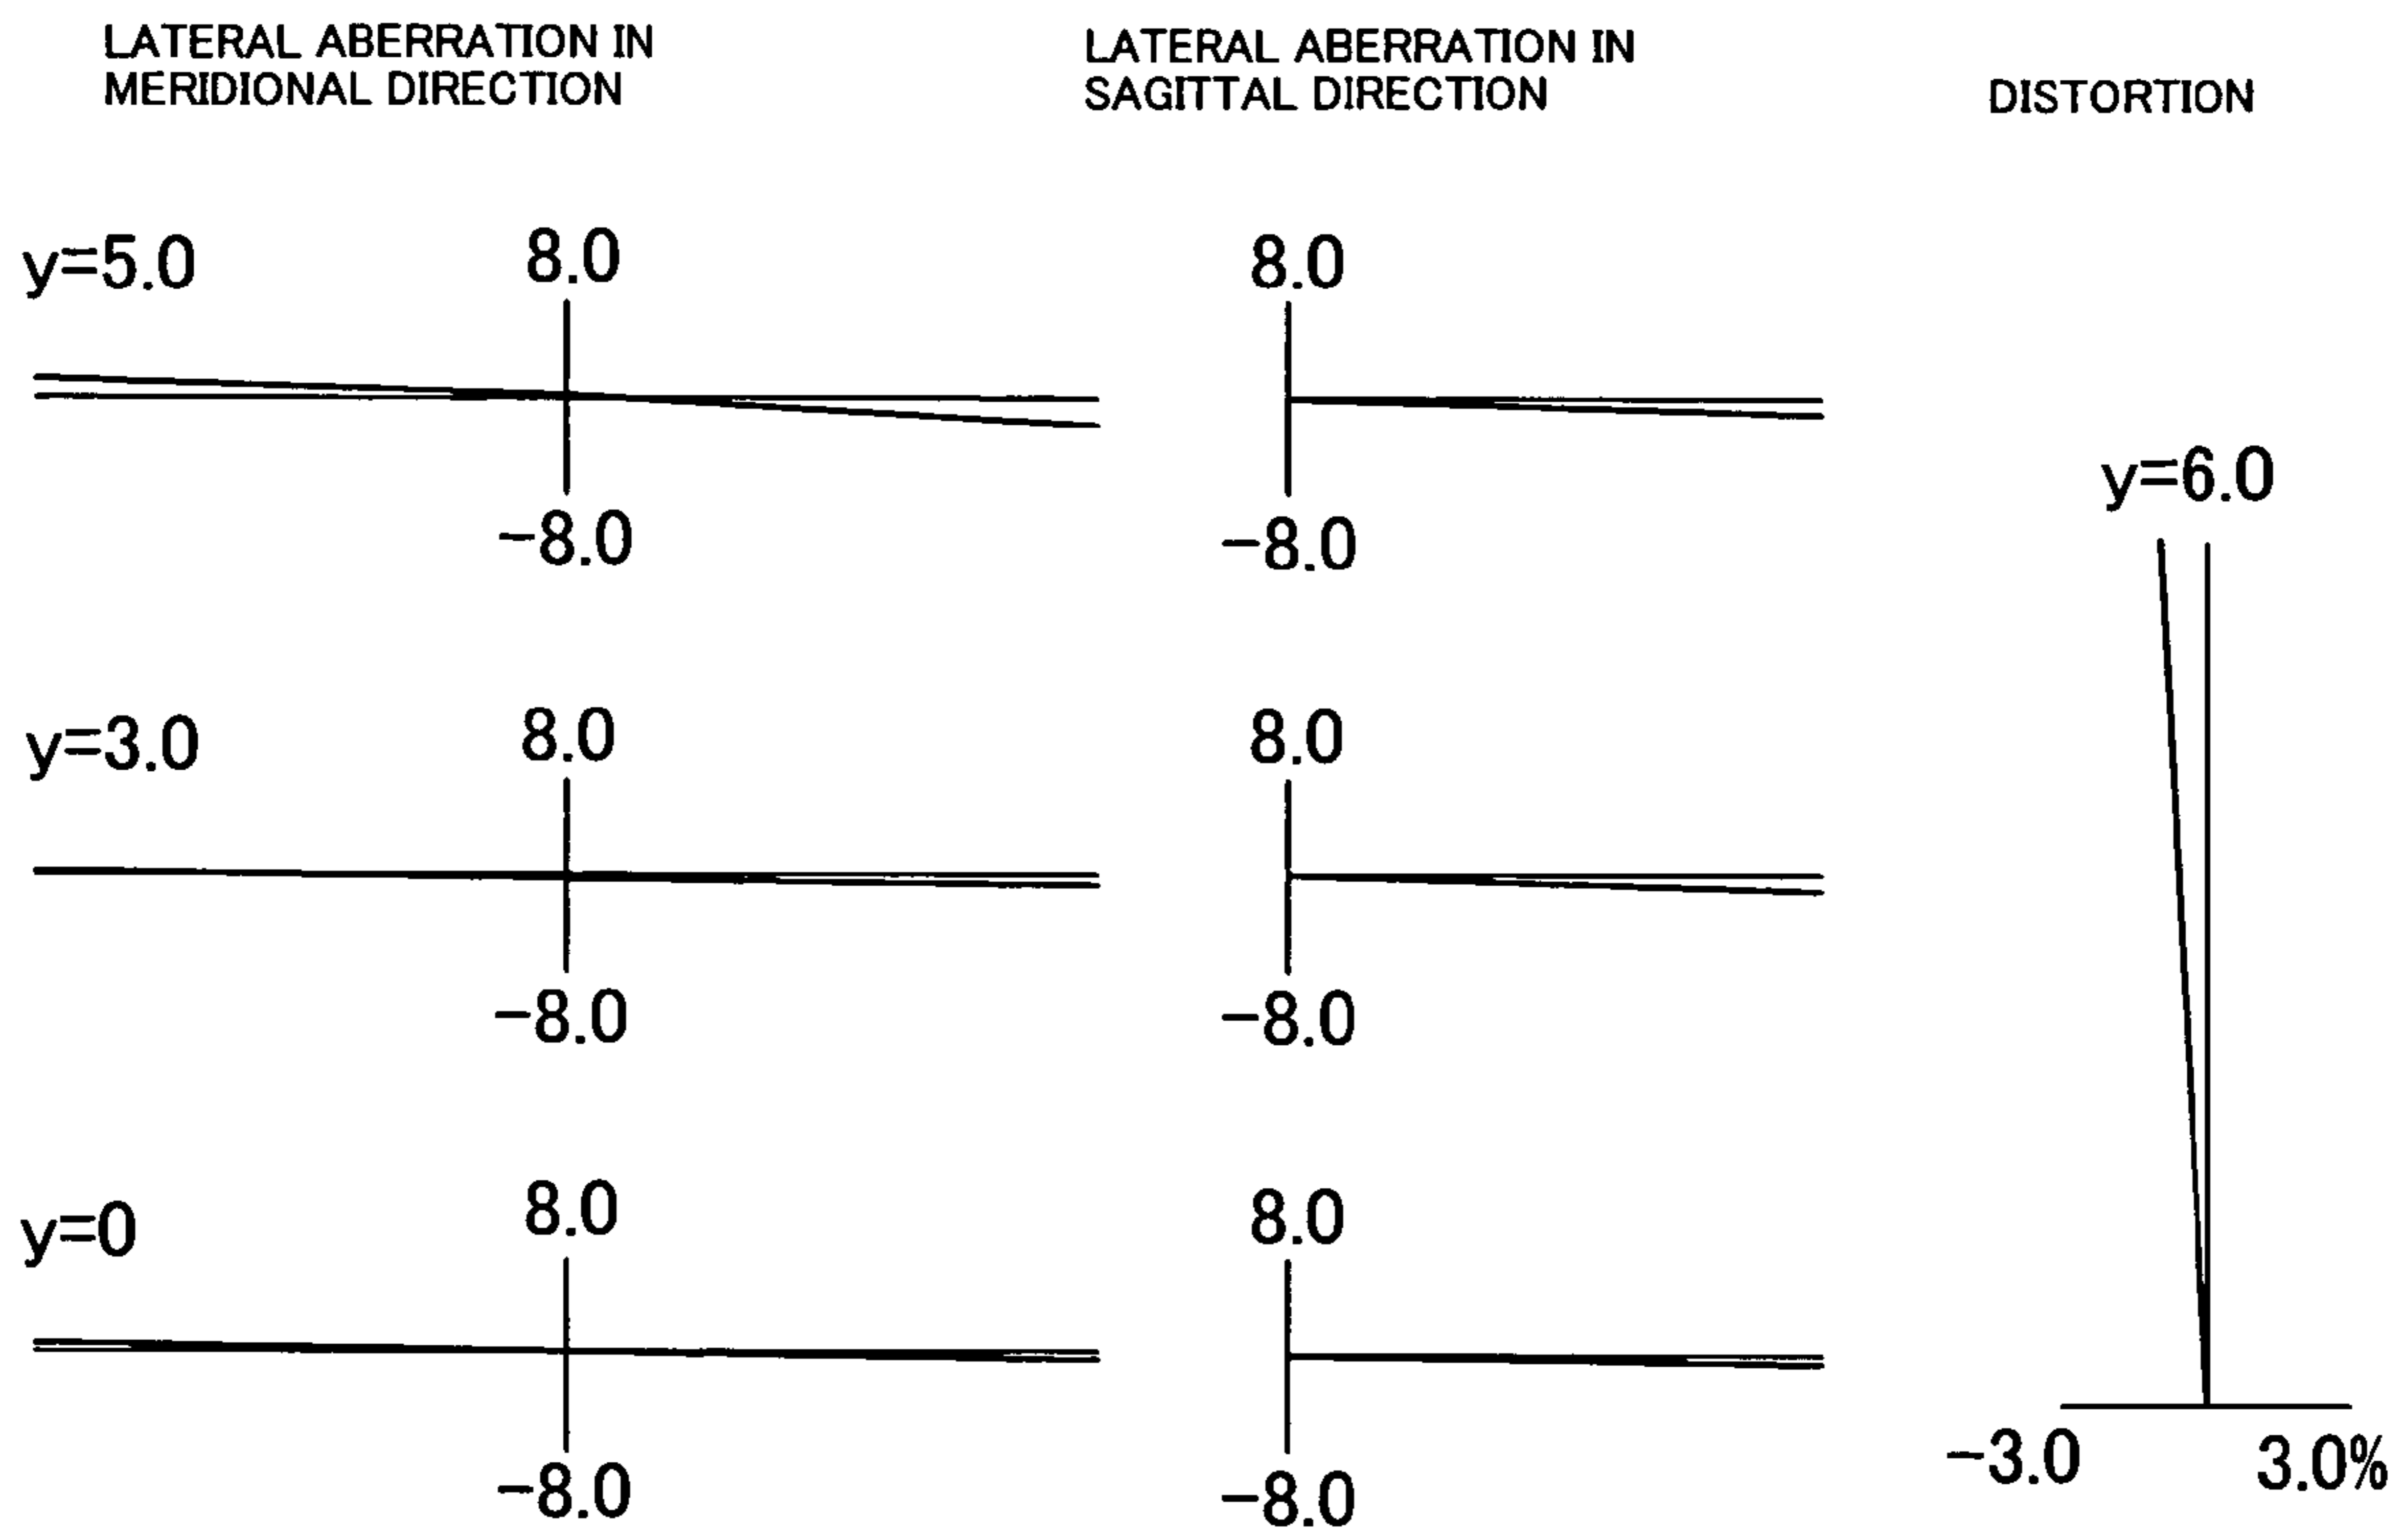 LATERAL ABERRATION IN
MERIDIONAL DIRECTION
LATERAL ABERRATION IN
SAGITTAL DIRECTION
DISTORTION
y=5.0
8.0
-8.0
8.0
-8.0
y=3.0
8.0
-8.0
8.0
-8.0
y=0
8.0
-8.0
8.0
-8.0
y=6.0
-3.0
3.0%